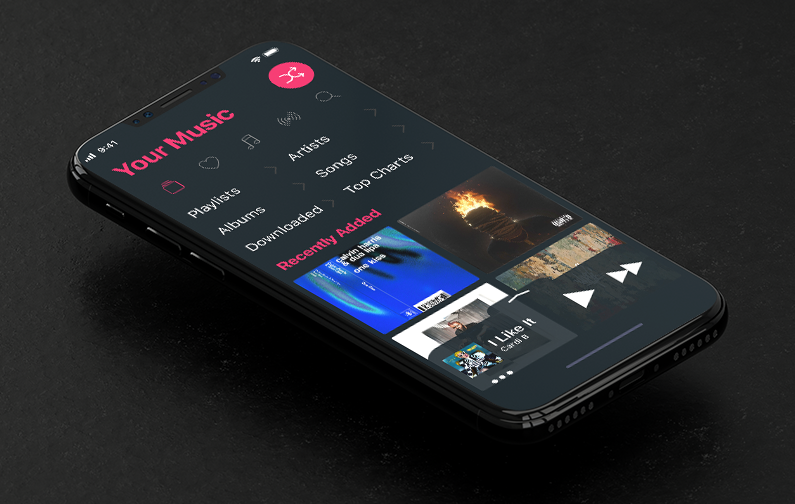 9:41
Your Music
Playlists
Artists
Albums
Songs
Downloaded
Top Charts
Recently Added
calvin harris
& dua lipa
one kiss
I Like It
Cardi B